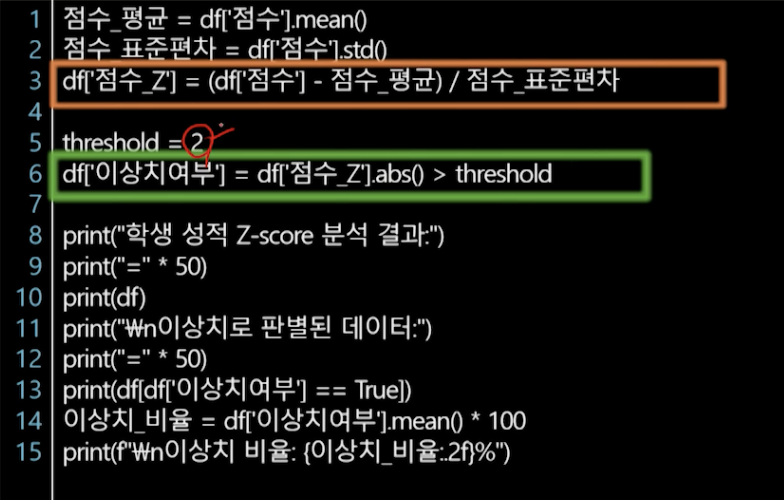 1 점수_평균 = df['점수'].mean()
2 점수_표준편차 = df['점수'].std()
3 df['점수_Z'] = (df['점수'] - 점수_평균) / 점수_표준편차
4
5 threshold = 2
6 df['이상치여부'] = df['점수_Z'].abs() > threshold
7
8 print("학생 성적 Z-score 분석 결과:")
9 print("=" * 50)
10 print(df)
11 print("₩n이상치로 판별된 데이터:")
12 print("=" * 50)
13 print(df[df['이상치여부'] == True])
14 이상치_비율 = df['이상치여부'].mean() * 100
15 print(f"₩n이상치 비율: {이상치_비율:.2f}%")